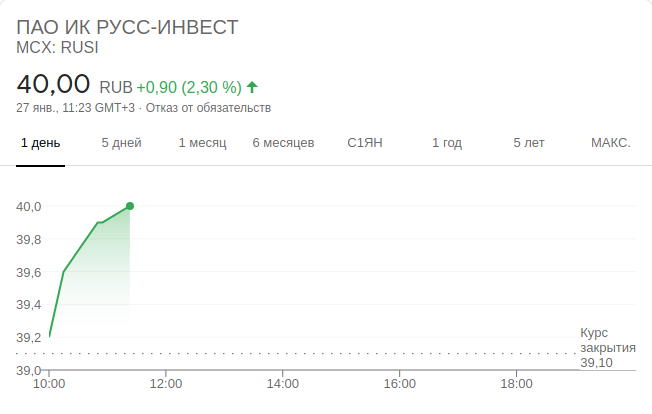 ПАО ИК РУСС-ИНВЕСТ
MCX: RUSI
40,00 RUB +0,90 (2,30 %)
27 янв., 11:23 GMT+3 · Отказ от обязательств
1 день 5 дней 1 месяц 6 месяцев С1ЯН 1 год 5 лет МАКС.
40,0
39,8
39,6
39,4
39,2
39,0
Курс
закрытия
39,10
10:00 12:00 14:00 16:00 18:00